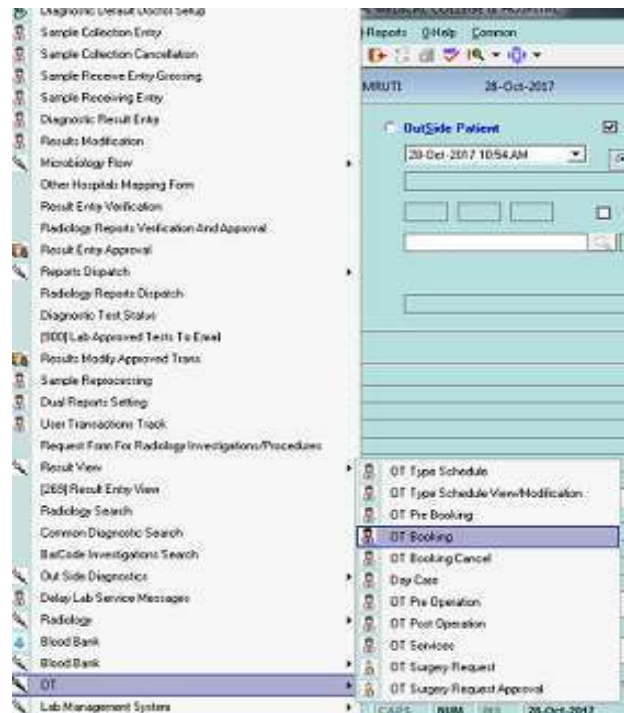 Diagnostic Default Doctor Setup
Sample Collection Entry
Sample Collection Cancellation
Sample Receive Entry Grossing
Sample Receiving Entry
Diagnostic Result Entry
Results Modification
Microbiology Flow
Other Hospitals Mapping Form
Result Entry Verification
Radiology Reports Verification And Approval
Result Entry Approval
Reports Dispatch
Radiology Reports Dispatch
Diagnostic Test Status
[900] Lab Approved Tests To Email
Results Modify Approved Trans
Sample Reprocessing
Dual Reports Setting
User Transactions Track
Request Form For Radiology Investigations/Procedures
Result View
[269] Result Entry View
Radiology Search
Common Diagnostic Search
BarCode Investigations Search
Out Side Diagnostics
Delay Lab Service Messages
Radiology
Blood Bank
Blood Bank
OT
Lab Management System
MEDICAL COLLEGE & HOSPITAL
Reports Help Common
MRUTI 28-Oct-2017
OutSide Patient
28-Oct-2017 10:54 AM
OT Type Schedule
OT Type Schedule View/Modification
OT Pre Booking
OT Booking
OT Booking Cancel
Day Care
OT Pre Operation
OT Post Operation
OT Services
OT Surgery Request
OT Surgery Request Approval
CAPS NUM INS 28-Oct-2017